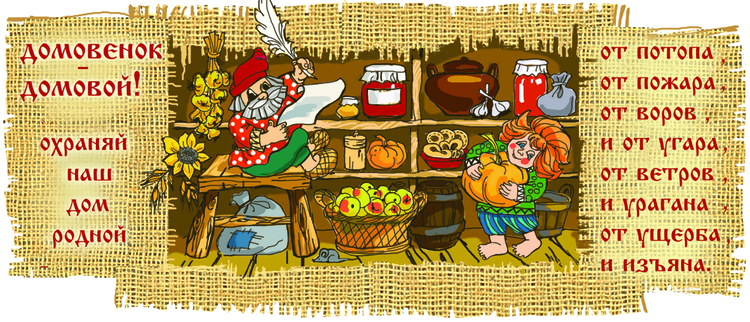 домовенок
–
домовой!
охраняй
наш
дом
родной
от потопа,
от пожара,
от воров,
и от угара,
от ветров,
и урагана,
от ущерба,
и изъяна.